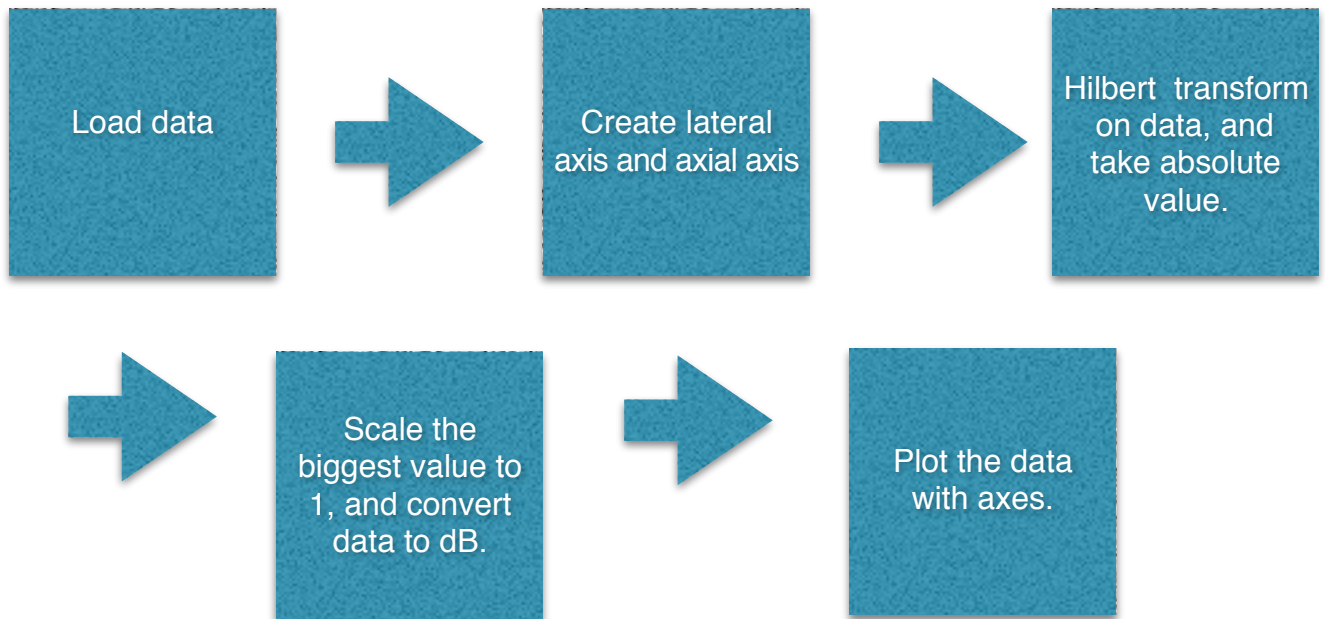 Load data
Create lateral
axis and axial axis
Hilbert transform
on data, and
take absolute
value.
Scale the
biggest value to
1, and convert
data to dB.
Plot the data
with axes.